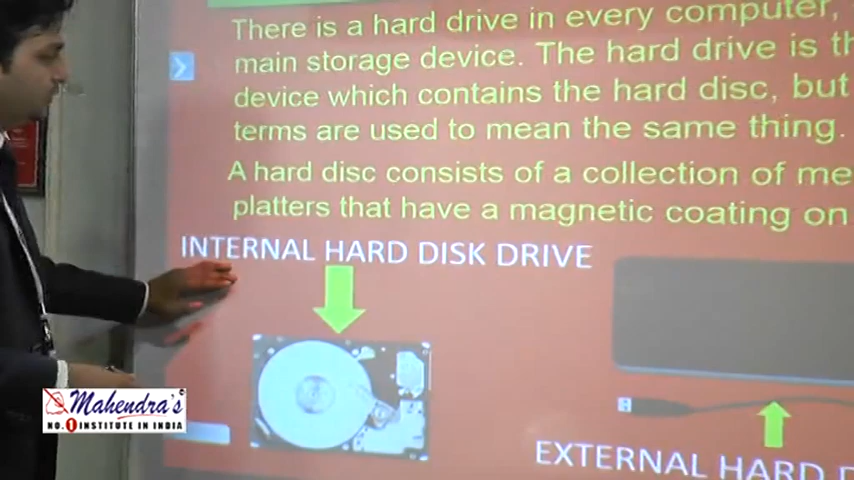 There is a hard drive in every computer,
main storage device. The hard drive is th
device which contains the hard disc, but
terms are used to mean the same thing.
A hard disc consists of a collection of me
platters that have a magnetic coating on
INTERNAL HARD DISK DRIVE
EXTERNAL HARD D
Mahendra's
NO. 1 INSTITUTE IN INDIA